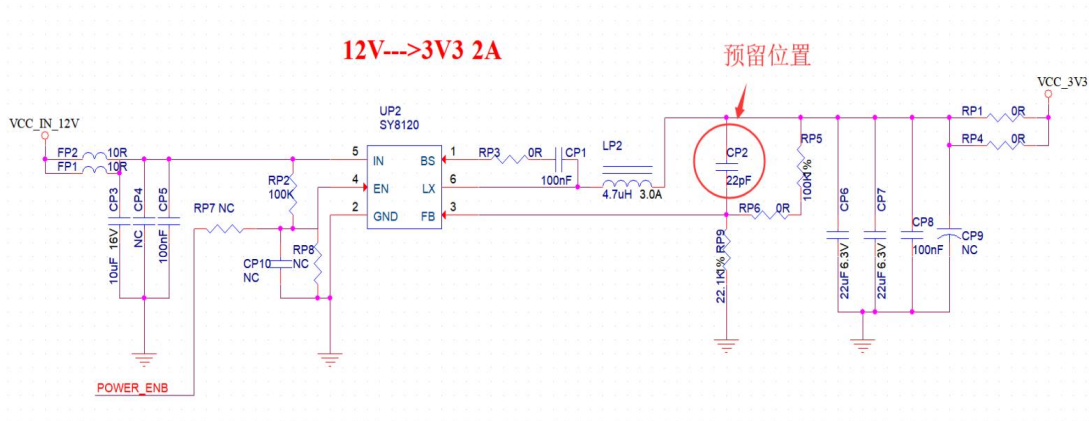 12V--->3V3 2A
预留位置
VCC_3V3
VCC_IN_12V
UP2
SY8120
RP1 0R
RP4 0R
FP2 10R
FP1 10R
5 IN BS 1
4 EN LX 6
2 GND FB 3
RP3 0R
CP1
100nF
LP2
4.7uH 3.0A
CP2
22pF
RP5
100K1%
RP6 0R
RP2
100K
RP7 NC
CP3
10uF 16V
CP4
NC
CP5
100nF
CP10
NC
RP8
NC
RP9
22.1K1%
CP6
22uF 6.3V
CP7
22uF 6.3V
CP8
100nF
CP9
NC
POWER_ENB